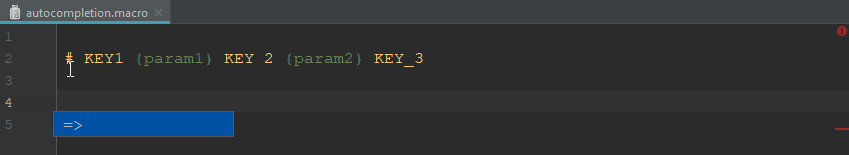 autocompletion.macro
1
2 # KEY1 {param1} KEY 2 {param2} KEY_3
3
4
5 =>